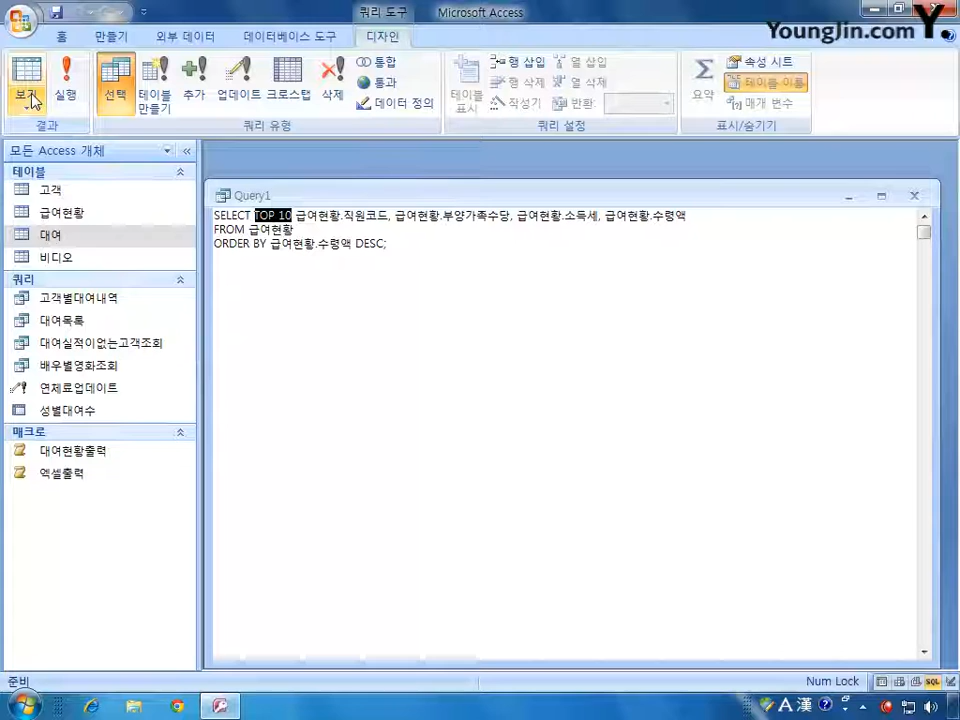 쿼리 도구
Microsoft Access
YoungJin.com Y.
홈
만들기
외부 데이터
데이터베이스 도구
디자인
보기
실행
선택
테이블 만들기
추가
업데이트
크로스탭
삭제
통합
통과
데이터 정의
테이블 표시
행 삽입
행 삭제
작성기
열 삽입
열 삭제
반환:
요약
속성 시트
테이블 이름
매개 변수
결과
쿼리 유형
쿼리 설정
표시/숨기기
모든 Access 개체
테이블
고객
급여현황
대여
비디오
쿼리
고객별대여내역
대여목록
대여실적이없는고객조회
배우별영화조회
연체료업데이트
성별대여수
매크로
대여현황출력
엑셀출력
Query1
SELECT TOP 10 급여현황.직원코드, 급여현황.부양가족수당, 급여현황.소득세, 급여현황.수령액
FROM 급여현황
ORDER BY 급여현황.수령액 DESC;
준비
Num Lock
SQL
A 漢